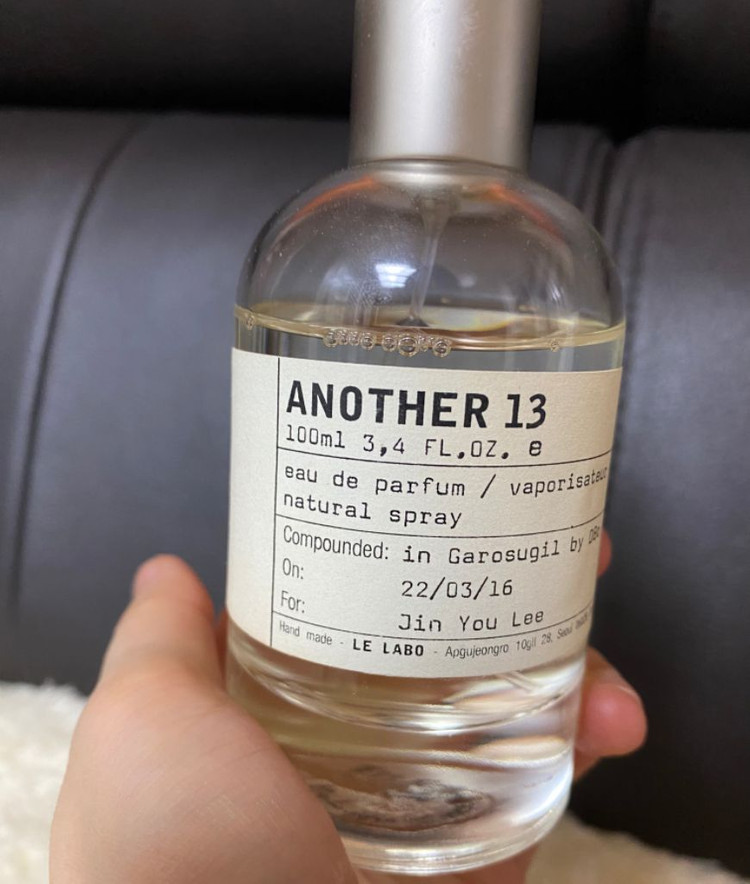 ANOTHER 13
100ml 3,4 FL.OZ. e
eau de parfum / vaporisateur
natural spray
Compounded: in Garosugil by
On: 22/03/16
For: Jin You Lee
Hand made - LE LABO - Apgujeongro 10gil 28, Seoul